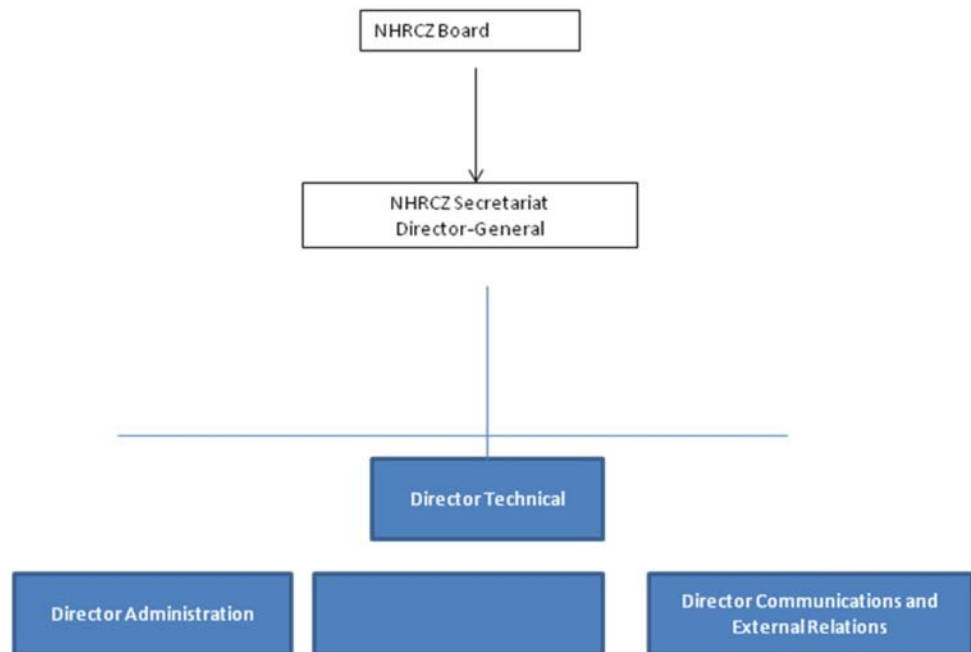 NHRCZ Board
NHRCZ Secretariat
Director-General
Director Technical
Director Administration
Director Communications and
External Relations